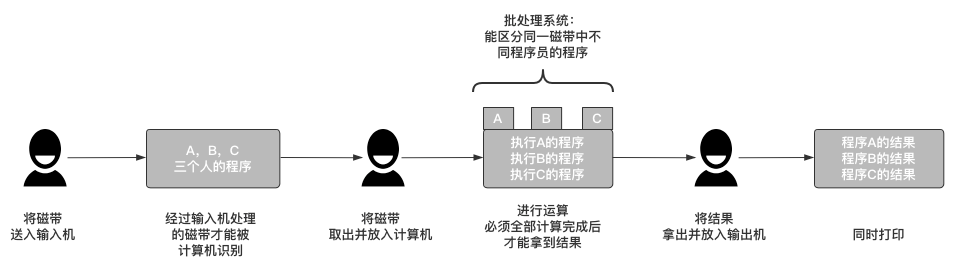 批处理系统：
能区分同一磁带中不
同程序员的程序
A
B
C
A，B，C
三个人的程序
执行A的程序
执行B的程序
执行C的程序
程序A的结果
程序B的结果
程序C的结果
将磁带
送入输入机
经过输入机处理
的磁带才能被
计算机识别
将磁带
取出并放入计算机
进行运算
必须全部计算完成后
才能拿到结果
将结果
拿出并放入输出机
同时打印